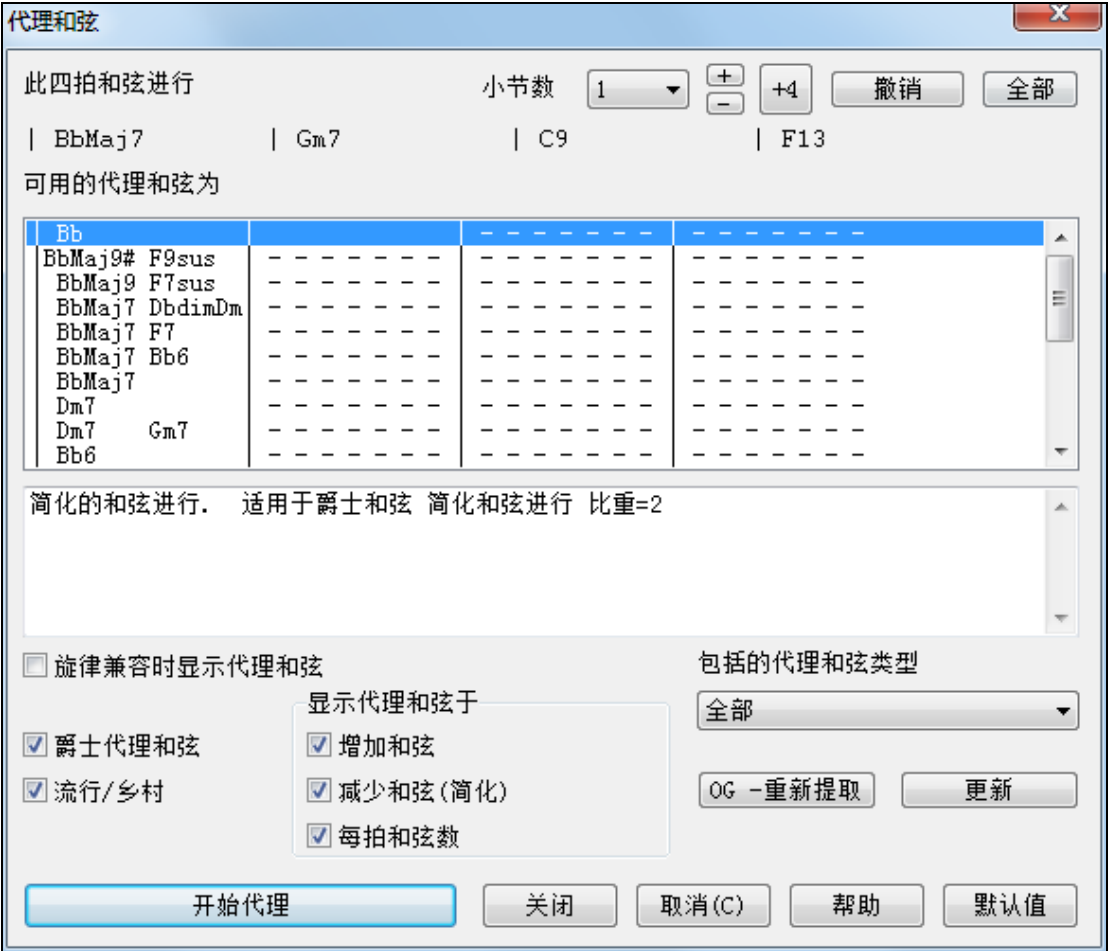 代理和弦
此四拍和弦进行 小节数 1 + - +4 撤销 全部
| BbMaj7 | Gm7 | C9 | F13
可用的代理和弦为
| Bb | | - - - - - - - | - - - - - - -
BbMaj9# F9sus | - - - - - - - | - - - - - - - | - - - - - - -
BbMaj9 F7sus | - - - - - - - | - - - - - - - | - - - - - - -
BbMaj7 DbdimDm | - - - - - - - | - - - - - - - | - - - - - - -
BbMaj7 F7 | - - - - - - - | - - - - - - - | - - - - - - -
BbMaj7 Bb6 | - - - - - - - | - - - - - - - | - - - - - - -
BbMaj7 | - - - - - - - | - - - - - - - | - - - - - - -
Dm7 | - - - - - - - | - - - - - - - | - - - - - - -
Dm7 Gm7 | - - - - - - - | - - - - - - - | - - - - - - -
Bb6 | - - - - - - - | - - - - - - - | - - - - - - -
简化的和弦进行. 适用于爵士和弦 简化和弦进行 比重=2
旋律兼容时显示代理和弦 包括的代理和弦类型
显示代理和弦于 全部
爵士代理和弦 增加和弦
流行/乡村 减少和弦(简化) OG -重新提取 更新
每拍和弦数
开始代理 关闭 取消(C) 帮助 默认值